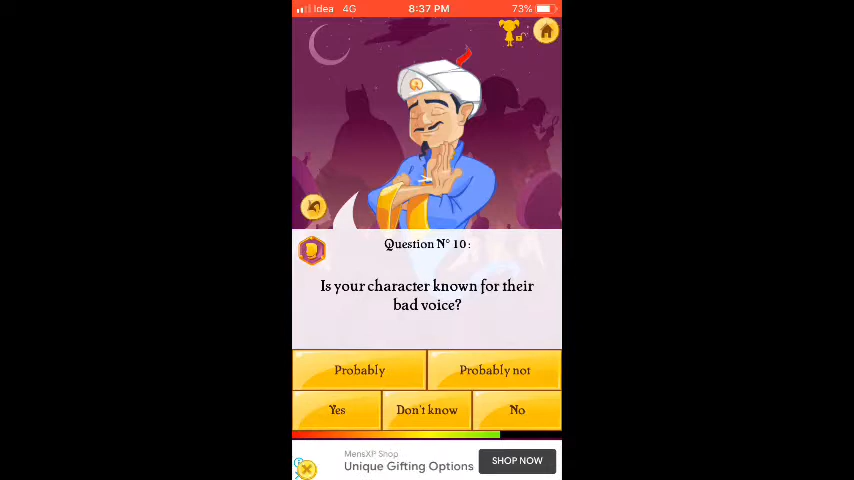 Idea 4G 8:37 PM 73%
Question N° 10 :
Is your character known for their
bad voice?
Probably Probably not
Yes Don't know No
MensXP Shop
Unique Gifting Options
SHOP NOW